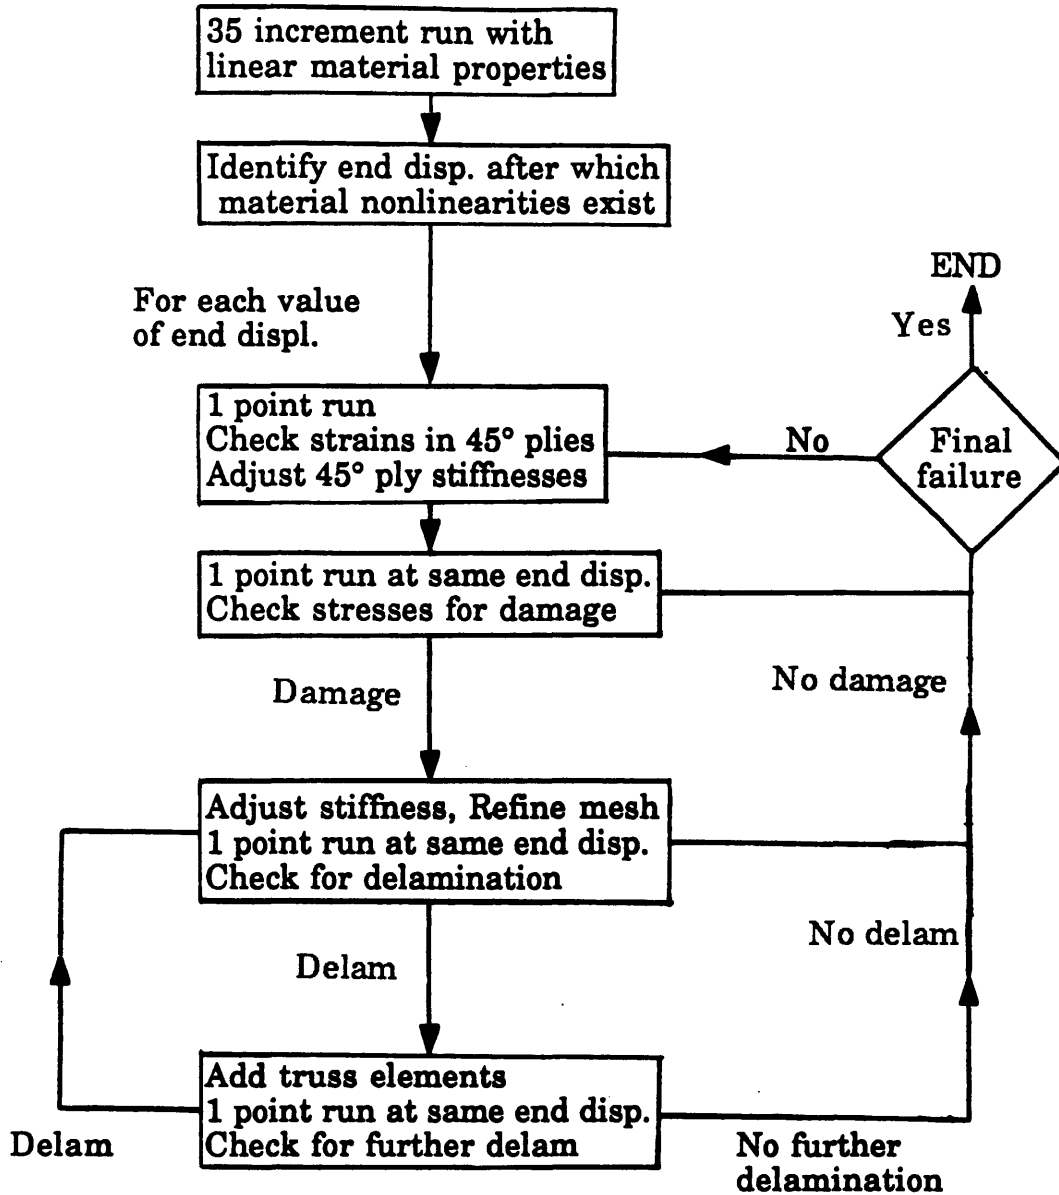 35 increment run with
linear material properties
Identify end disp. after which
material nonlinearities exist
For each value
of end displ.
END
Yes
1 point run
Check strains in 45° plies
Adjust 45° ply stiffnesses
No
Final
failure
1 point run at same end disp.
Check stresses for damage
Damage
No damage
Adjust stiffness, Refine mesh
1 point run at same end disp.
Check for delamination
Delam
No delam
Add truss elements
1 point run at same end disp.
Check for further delam
Delam
No further
delamination